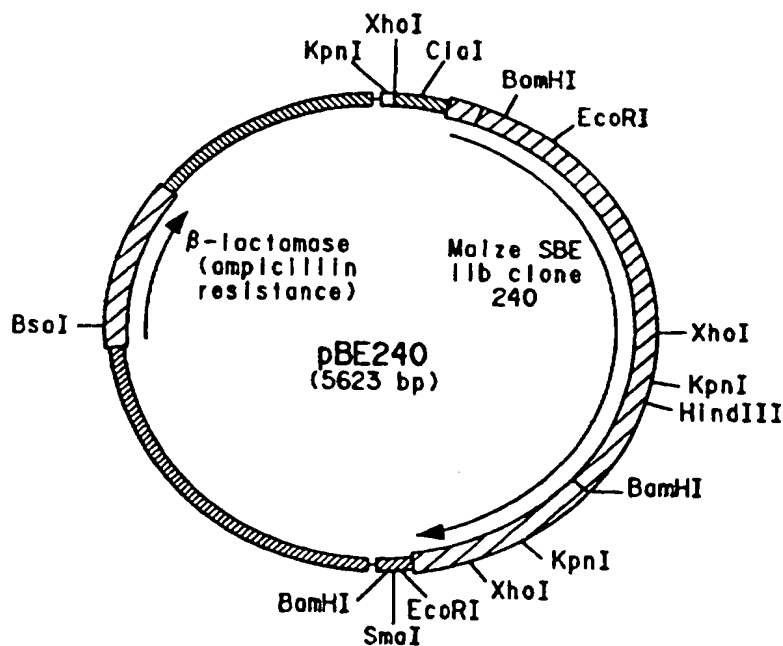 XhoI
KpnI
ClaI
BamHI
EcoRI
β-lactamase
(ampicillin
resistance)
Maize SBE
IIb clone
240
BsaI
pBE240
(5623 bp)
XhoI
KpnI
HindIII
BamHI
KpnI
XhoI
EcoRI
BamHI
SmaI